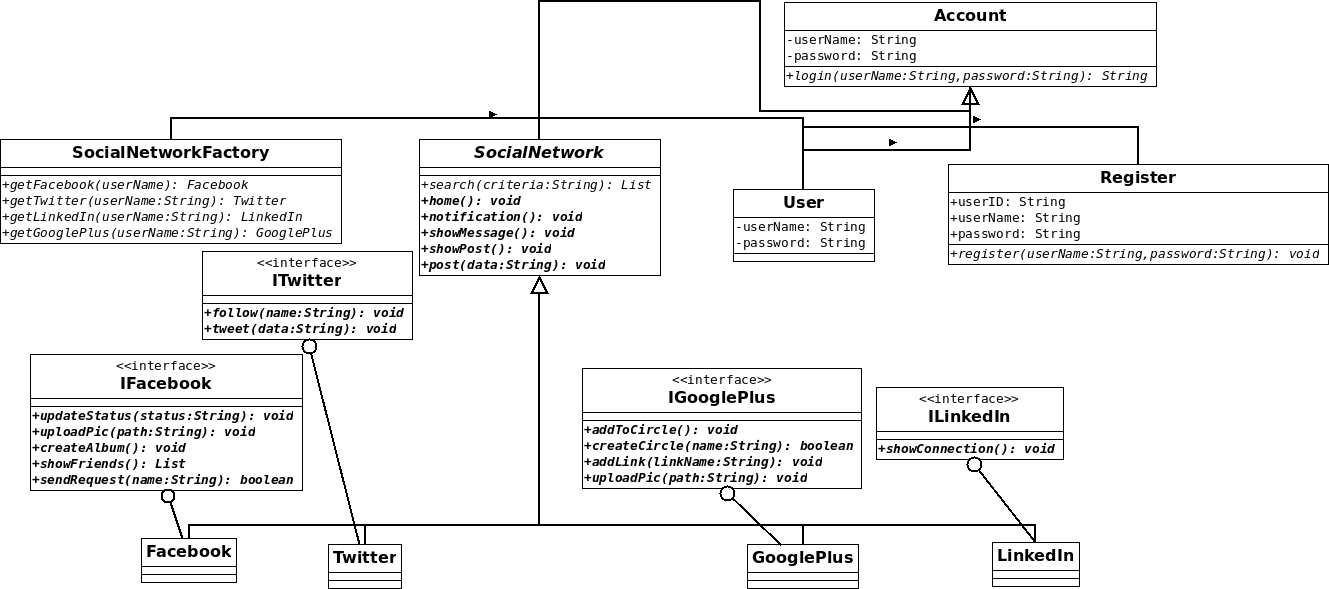 Account
-userName: String
-password: String
+login(userName:String,password:String): String
SocialNetworkFactory
+getFacebook(userName): Facebook
+getTwitter(userName:String): Twitter
+getLinkedIn(userName:String): LinkedIn
+getGooglePlus(userName:String): GooglePlus
SocialNetwork
+search(criteria:String): List
+home(): void
+notification(): void
+showMessage(): void
+showPost(): void
+post(data:String): void
User
-userName: String
-password: String
Register
+userID: String
+userName: String
+password: String
+register(userName:String,password:String): void
<<interface>>
ITwitter
+follow(name:String): void
+tweet(data:String): void
<<interface>>
IFacebook
+updateStatus(status:String): void
+uploadPic(path:String): void
+createAlbum(): void
+showFriends(): List
+sendRequest(name:String): boolean
<<interface>>
IGooglePlus
+addToCircle(): void
+createCircle(name:String): boolean
+addLink(linkName:String): void
+uploadPic(path:String): void
<<interface>>
ILinkedIn
+showConnection(): void
Facebook
Twitter
GooglePlus
LinkedIn